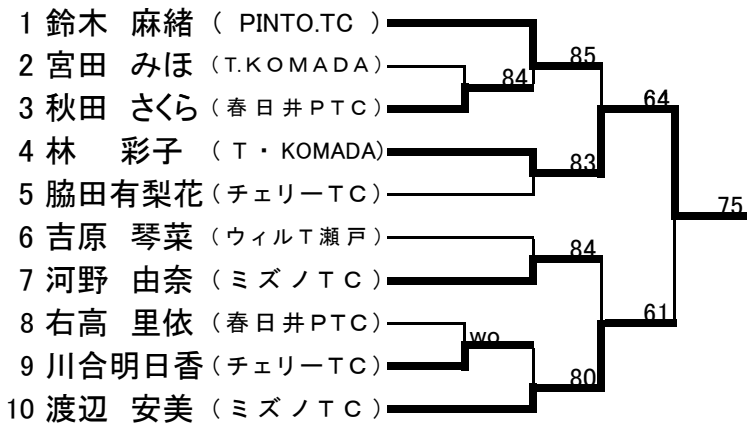 1 鈴木 麻緒 ( PINTO.TC )
85
2 宮田 みほ (T.KOMADA)
84
64
3 秋田 さくら (春日井PTC)
4 林 彩子 (T・KOMADA)
83
5 脇田有梨花 (チェリーTC)
75
6 吉原 琴菜 (ウィルT瀬戸)
84
7 河野 由奈 (ミズノTC)
8 右高 里依 (春日井PTC)
61
wo
9 川合明日香 (チェリーTC)
80
10 渡辺 安美 (ミズノTC)